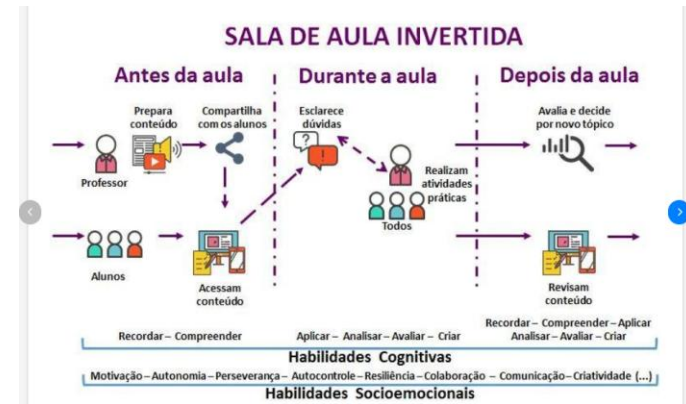 SALA DE AULA INVERTIDA
Antes da aula
Durante a aula
Depois da aula
Prepara
conteúdo
Compartilha
com os alunos
Esclarece
dúvidas
Avalia e decide
por novo tópico
Professor
Realizam
atividades
práticas
Todos
Alunos
Acessam
conteúdo
Revisam
conteúdo
Recordar – Compreender
Aplicar – Analisar – Avaliar – Criar
Recordar – Compreender – Aplicar
Analisar – Avaliar – Criar
Habilidades Cognitivas
Motivação – Autonomia – Perseverança – Autocontrole – Resiliência – Colaboração – Comunicação – Criatividade (...)
Habilidades Socioemocionais